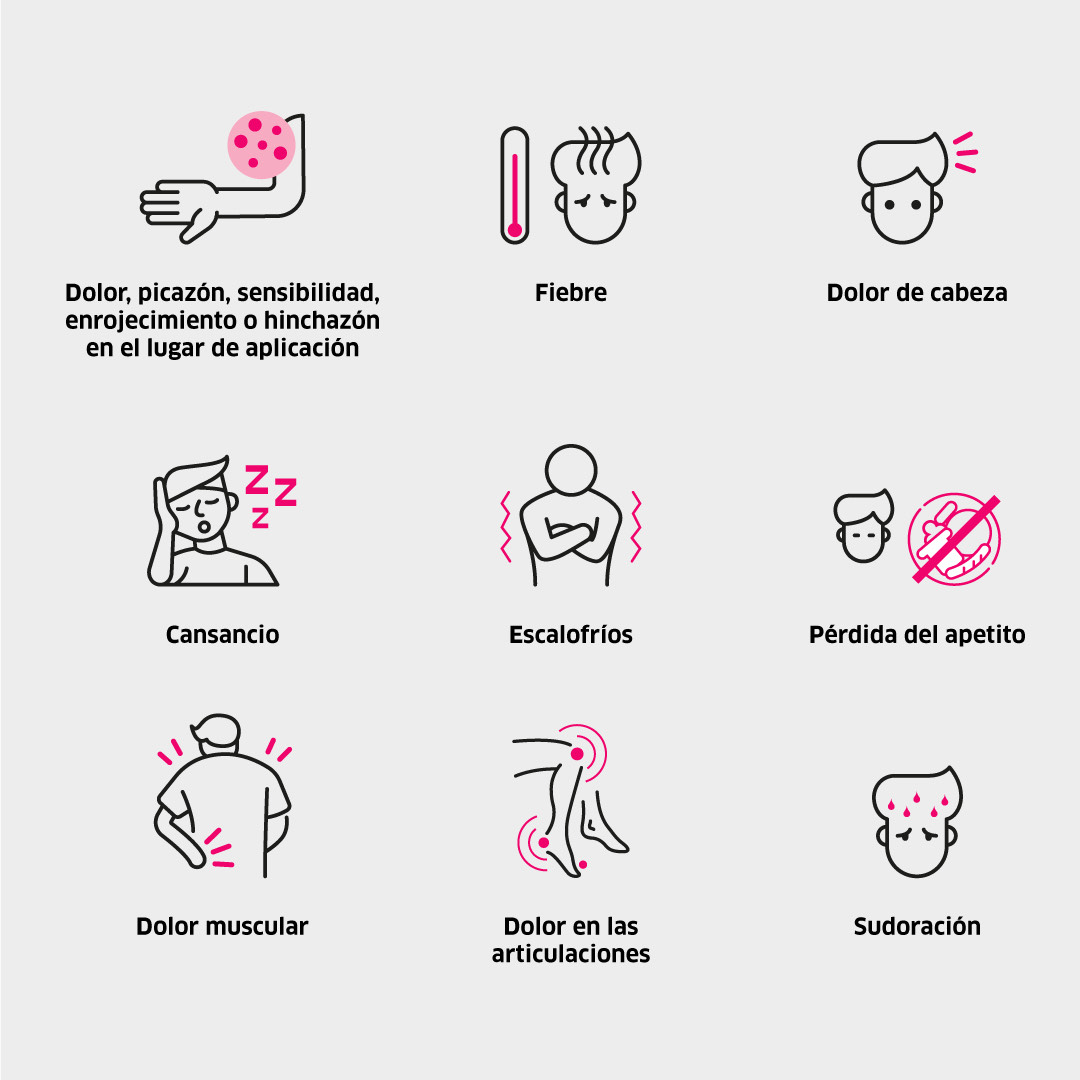 Dolor, picazón, sensibilidad,
enrojecimiento o hinchazón
en el lugar de aplicación
Fiebre
Dolor de cabeza
Z Z Z
Cansancio
Escalofríos
Pérdida del apetito
Dolor muscular
Dolor en las
articulaciones
Sudoración